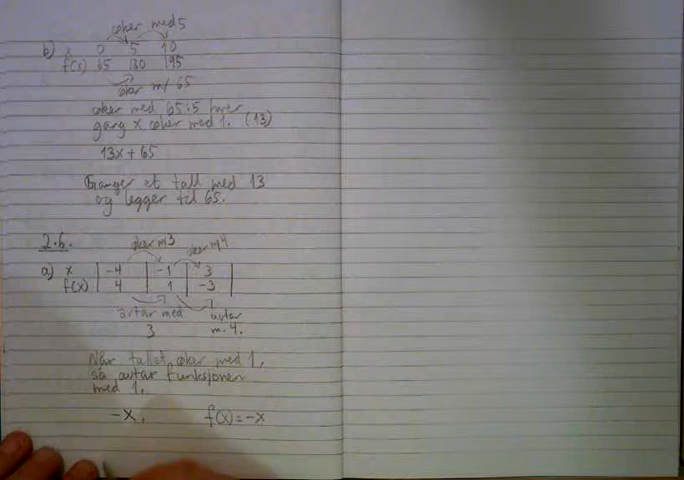 øker med 5
b) x 0 5 10
f(x) 65 130 195
øker m/ 65
øker med 65:5 hver
gang x øker med 1. (13)
13x + 65
Ganger et tall med 13
og legger til 65.
2.6.
øker m 3 øker m 4
a) x -4 -1 3
f(x) 4 1 -3
avtar med avtar
3 m. 4.
Når tallet øker med 1,
så avtar funksjonen
med 1.
-x. f(x) = -x